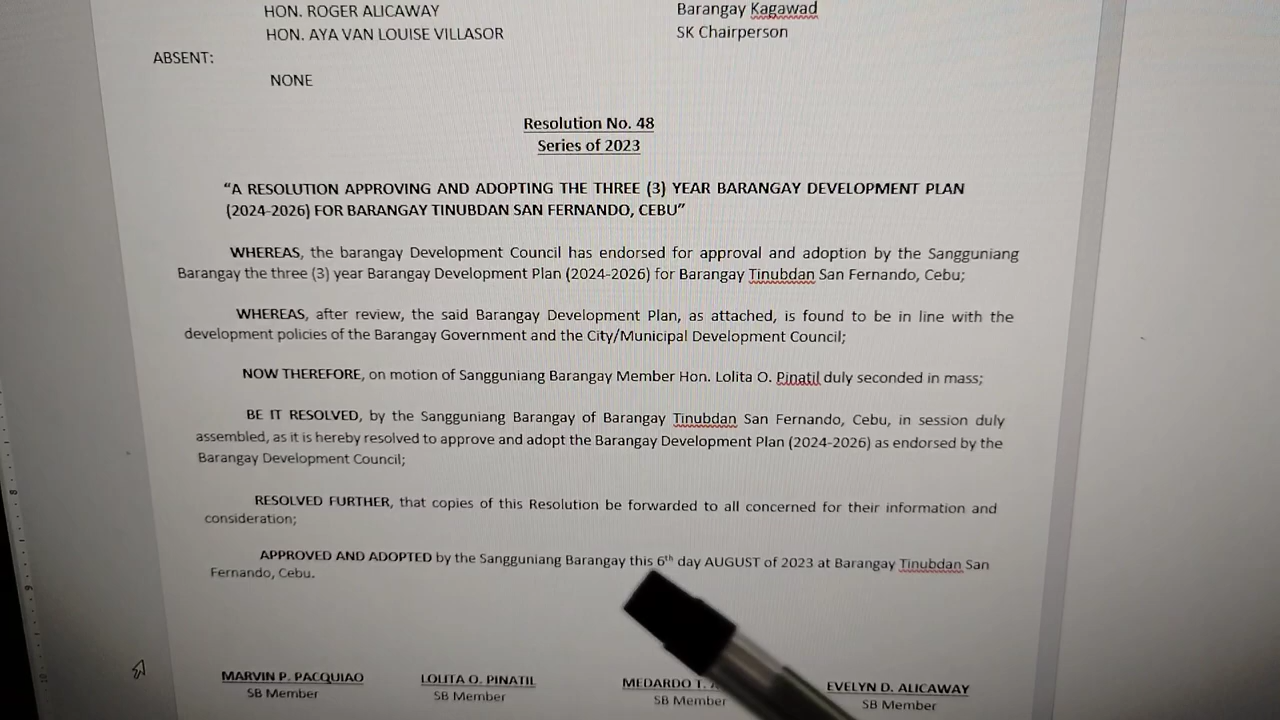 HON. ROGER ALICAWAY Barangay Kagawad
HON. AYA VAN LOUISE VILLASOR SK Chairperson
ABSENT:
NONE
Resolution No. 48
Series of 2023
“A RESOLUTION APPROVING AND ADOPTING THE THREE (3) YEAR BARANGAY DEVELOPMENT PLAN
(2024-2026) FOR BARANGAY TINUBDAN SAN FERNANDO, CEBU”
WHEREAS, the barangay Development Council has endorsed for approval and adoption by the Sangguniang
Barangay the three (3) year Barangay Development Plan (2024-2026) for Barangay Tinubdan San Fernando, Cebu;
WHEREAS, after review, the said Barangay Development Plan, as attached, is found to be in line with the
development policies of the Barangay Government and the City/Municipal Development Council;
NOW THEREFORE, on motion of Sangguniang Barangay Member Hon. Lolita O. Pinatil duly seconded in mass;
BE IT RESOLVED, by the Sangguniang Barangay of Barangay Tinubdan San Fernando, Cebu, in session duly
assembled, as it is hereby resolved to approve and adopt the Barangay Development Plan (2024-2026) as endorsed by the
Barangay Development Council;
RESOLVED FURTHER, that copies of this Resolution be forwarded to all concerned for their information and
consideration;
APPROVED AND ADOPTED by the Sangguniang Barangay this 6th day AUGUST of 2023 at Barangay Tinubdan San
Fernando, Cebu.
MARVIN P. PACQUIAO LOLITA O. PINATIL MEDARDO T. EVELYN D. ALICAWAY
SB Member SB Member SB Member SB Member